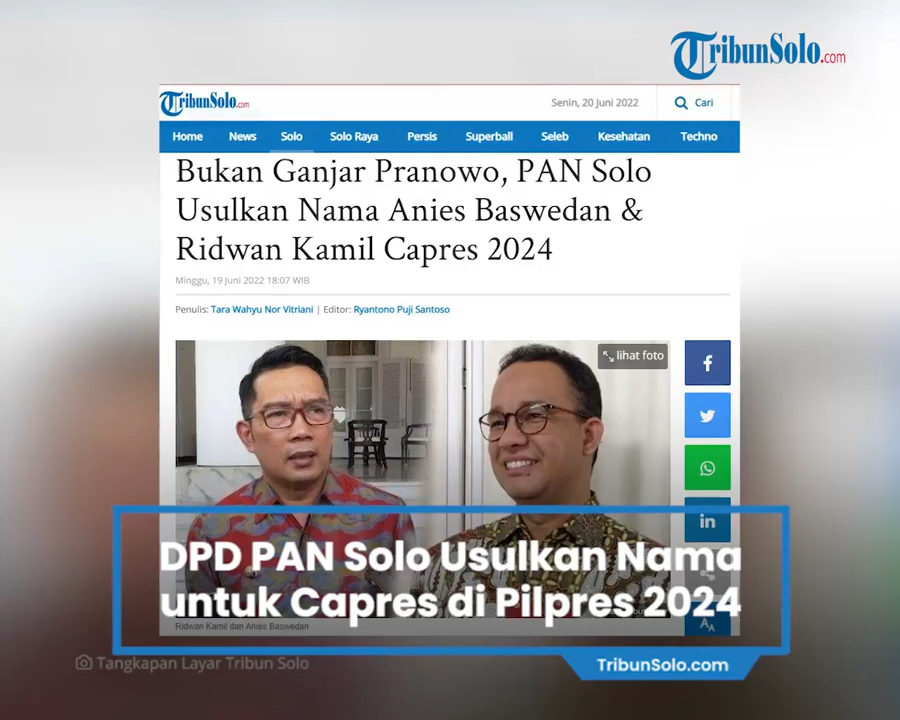 TribunSolo.com
TribunSolo.com
Senin, 20 Juni 2022
Cari
Home News Solo Solo Raya Persis Superball Seleb Kesehatan Techno
Bukan Ganjar Pranowo, PAN Solo
Usulkan Nama Anies Baswedan &
Ridwan Kamil Capres 2024
Minggu, 19 Juni 2022 18:07 WIB
Penulis: Tara Wahyu Nor Vitriani | Editor: Ryantono Puji Santoso
lihat foto
f
in
DPD PAN Solo Usulkan Nama
untuk Capres di Pilpres 2024
AA
Ridwan Kamil dan Anies Baswedan
Tangkapan Layar Tribun Solo
TribunSolo.com